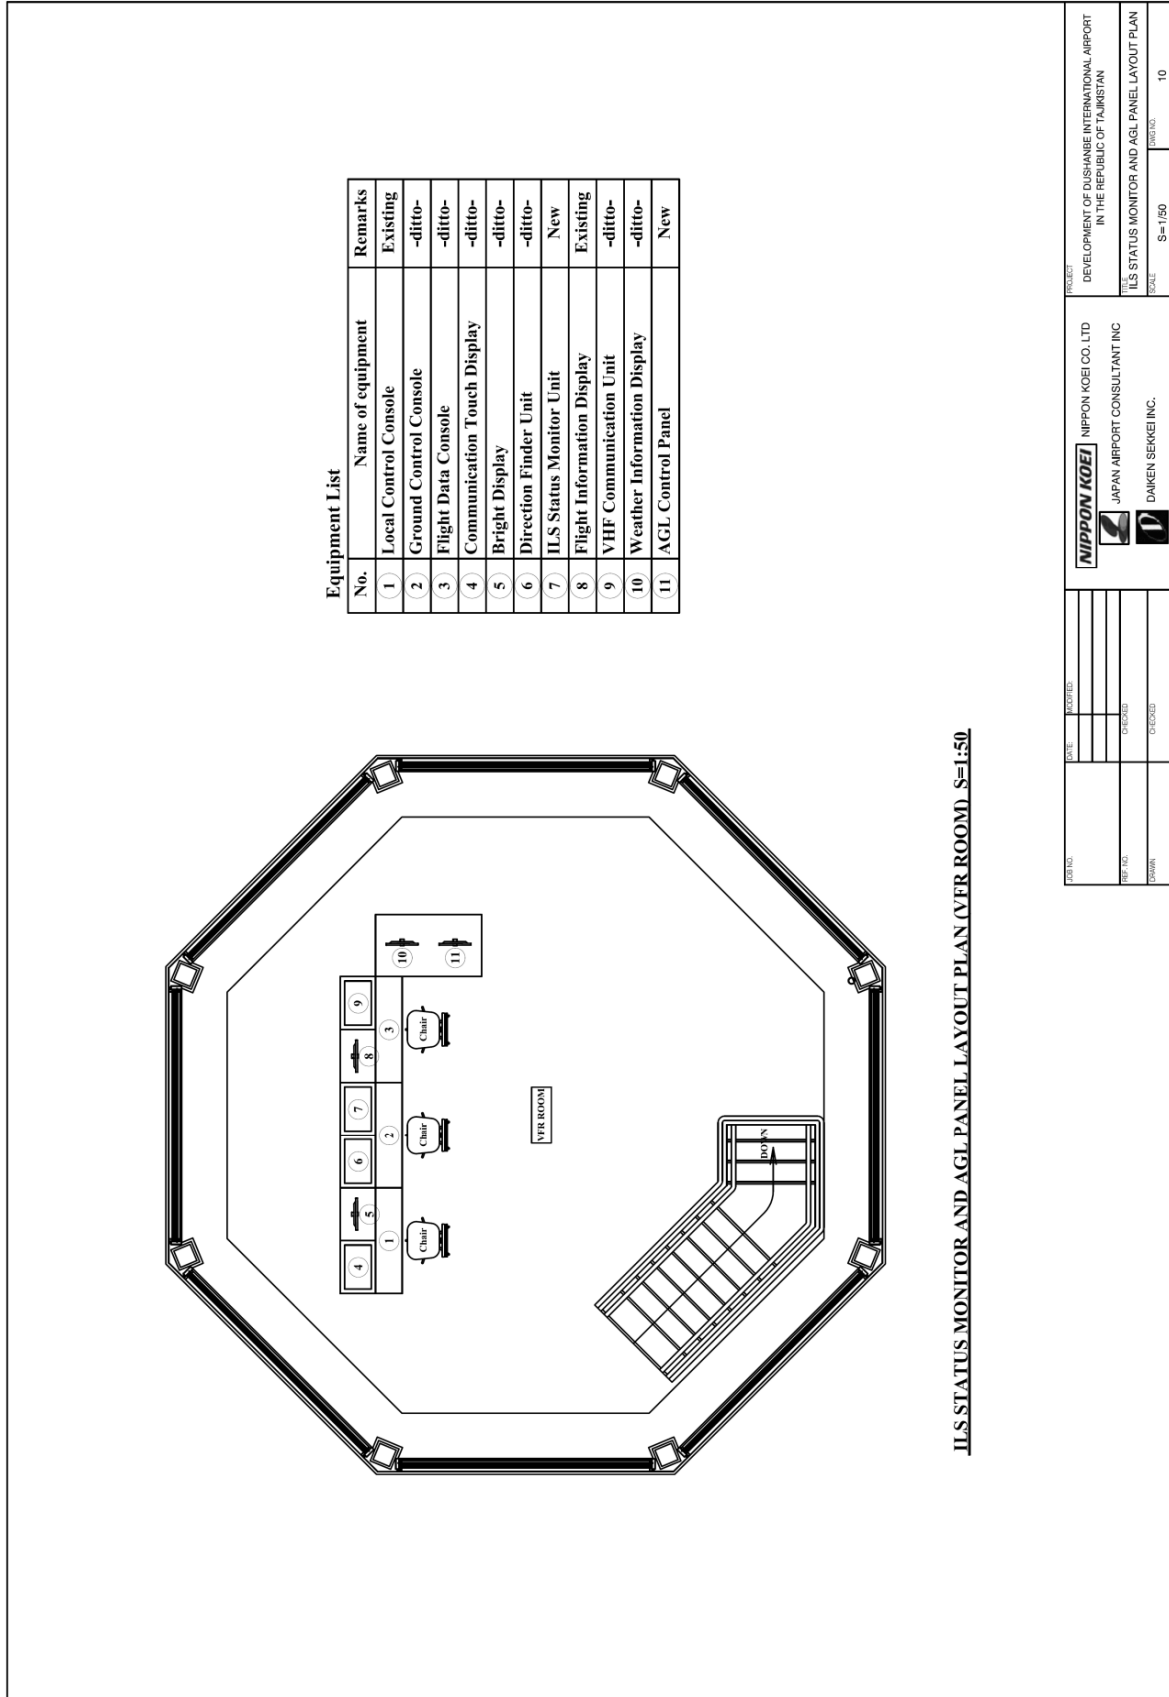 ④ ⑤ ⑥ ⑦ ⑧ ⑨
① ② ③
Chair Chair Chair
⑩
⑪
VFR ROOM
DOWN
ILS STATUS MONITOR AND AGL PANEL LAYOUT PLAN (VFR ROOM) S=1:50
Equipment List
No. Name of equipment Remarks
① Local Control Console Existing
② Ground Control Console -ditto-
③ Flight Data Console -ditto-
④ Communication Touch Display -ditto-
⑤ Bright Display -ditto-
⑥ Direction Finder Unit -ditto-
⑦ ILS Status Monitor Unit New
⑧ Flight Information Display Existing
⑨ VHF Communication Unit -ditto-
⑩ Weather Information Display -ditto-
⑪ AGL Control Panel New
JOB NO.
DATE: MODIFIED:
REF. NO. CHECKED
DRAWN CHECKED
NIPPON KOEI NIPPON KOEI CO. LTD
JAPAN AIRPORT CONSULTANT INC
DAIKEN SEKKEI INC.
PROJECT
DEVELOPMENT OF DUSHANBE INTERNATIONAL AIRPORT
IN THE REPUBLIC OF TAJIKISTAN
TITLE
ILS STATUS MONITOR AND AGL PANEL LAYOUT PLAN
SCALE DWG NO.
S=1/50 10